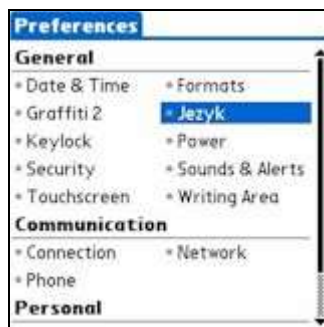 Preferences
General
Date & Time Formats
Graffiti 2 Jezyk
Keylock Power
Security Sounds & Alerts
Touchscreen Writing Area
Communication
Connection Network
Phone
Personal